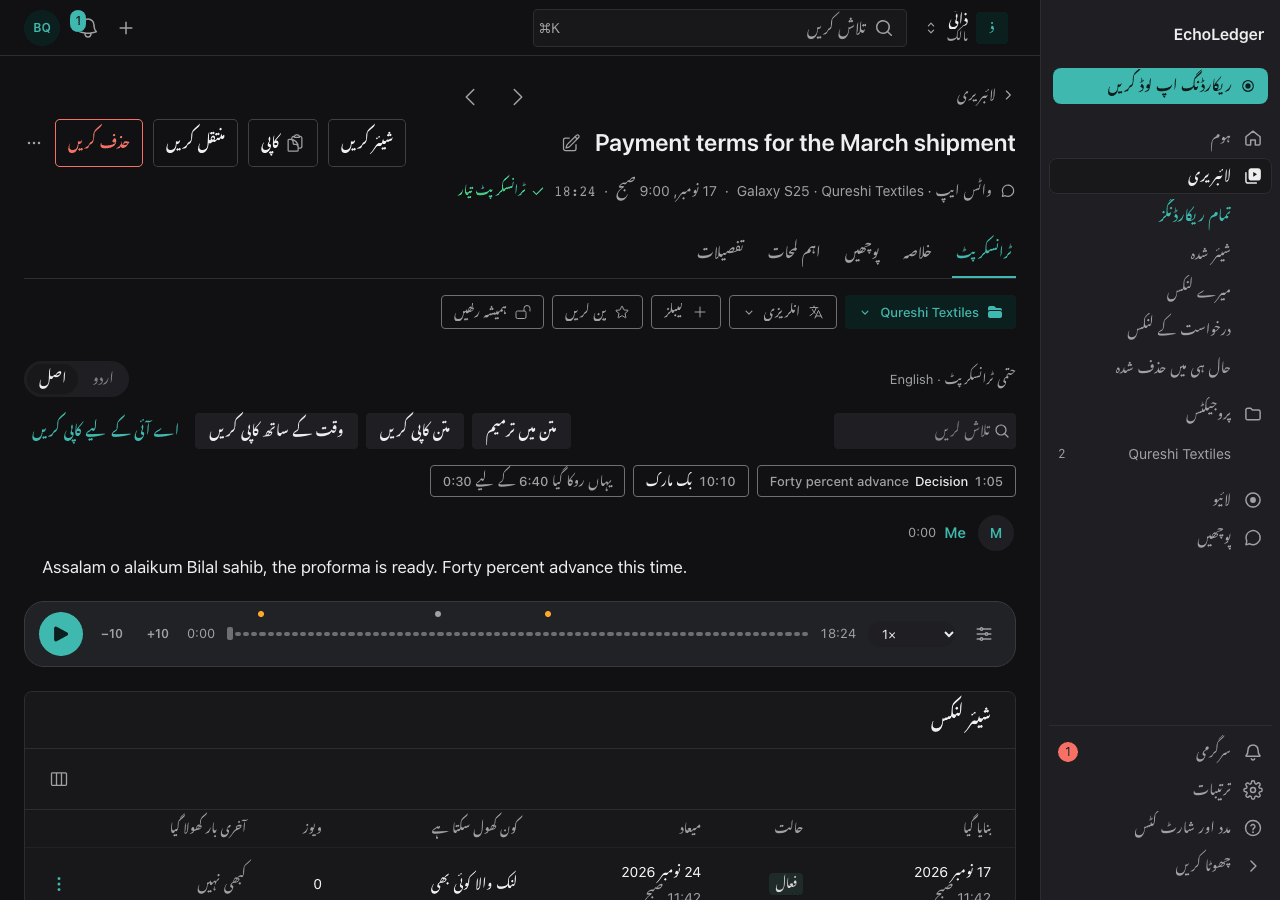 EchoLedger
ریکارڈنگ اپ لوڈ کریں
ہوم
لائبریری
تمام ریکارڈنگز
شیئر شدہ
میرے لنکس
درخواست کے لنکس
حال ہی میں حذف شدہ
پروجیکٹس
Qureshi Textiles 2
لائیو
پوچھیں
سرگرمی 1
ترتیبات
مدد اور شارٹ کٹس
چھوٹا کریں
ذ ذاتی
مالک
تلاش کریں ⌘K
1
BQ
لائبریری
Payment terms for the March shipment
شیئر کریں
کاپی
منتقل کریں
حذف کریں
واٹس ایپ · Galaxy S25 · Qureshi Textiles · 17 نومبر, 9:00 صبح · 18:24 ٹرانسکرپٹ تیار
ٹرانسکرپٹ خلاصہ پوچھیں اہم لمحات تفصیلات
Qureshi Textiles انگریزی لیبلز پن کریں ہمیشہ رکھیں
حتمی ٹرانسکرپٹ · English
اردو اصل
تلاش کریں
متن میں ترمیم متن کاپی کریں وقت کے ساتھ کاپی کریں اے آئی کے لیے کاپی کریں
1:05 Decision Forty percent advance
10:10 بک مارک
یہاں روکا گیا 6:40 کے لیے 0:30
M Me 0:00
Assalam o alaikum Bilal sahib, the proforma is ready. Forty percent advance this time.
−10 +10 0:00 18:24 1×
شیئر لنکس
بنایا گیا حالت میعاد کون کھول سکتا ہے ویوز آخری بار کھولا گیا
17 نومبر 2026 فعال 24 نومبر 2026 لنک والا کوئی بھی 0 کبھی نہیں
11:42 صبح 11:42 صبح